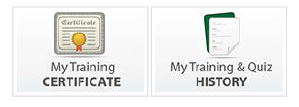 Certificate
My Training
CERTIFICATE
My Training & Quiz
HISTORY